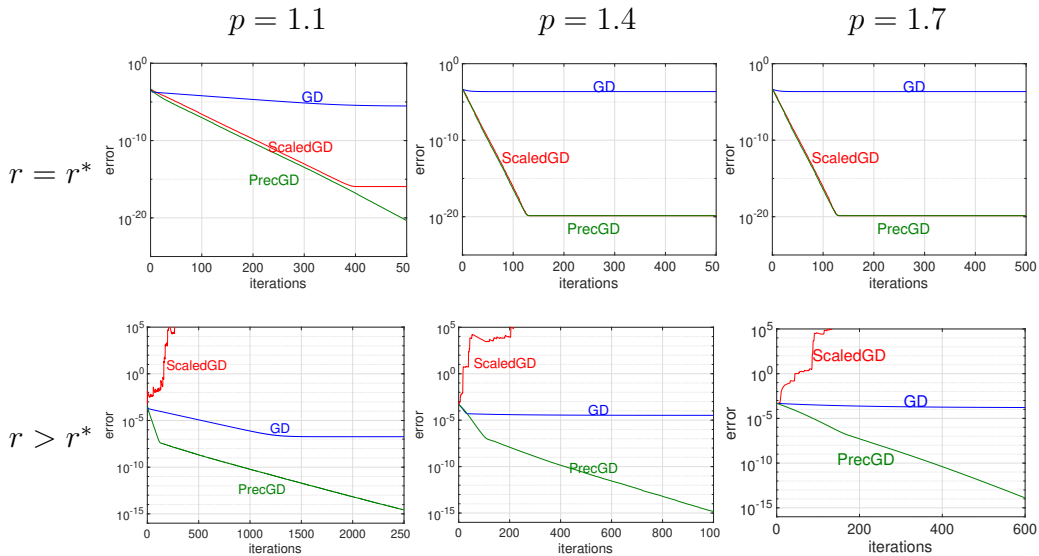 p = 1.1
p = 1.4
p = 1.7
r = r*
10^0
10^-10
10^-20
error
GD
ScaledGD
PrecGD
0 100 200 300 400 50
iterations
10^0
10^-10
10^-20
error
GD
ScaledGD
PrecGD
0 100 200 300 400 50
iterations
10^0
10^-10
10^-20
error
GD
ScaledGD
PrecGD
0 100 200 300 400 500
iterations
r > r*
10^5
10^0
10^-5
10^-10
10^-15
error
ScaledGD
GD
PrecGD
0 500 1000 1500 2000 250
iterations
10^5
10^0
10^-5
10^-10
10^-15
error
ScaledGD
GD
PrecGD
0 200 400 600 800 100
iterations
10^5
10^0
10^-5
10^-10
10^-15
error
ScaledGD
GD
PrecGD
0 200 400 600
iterations